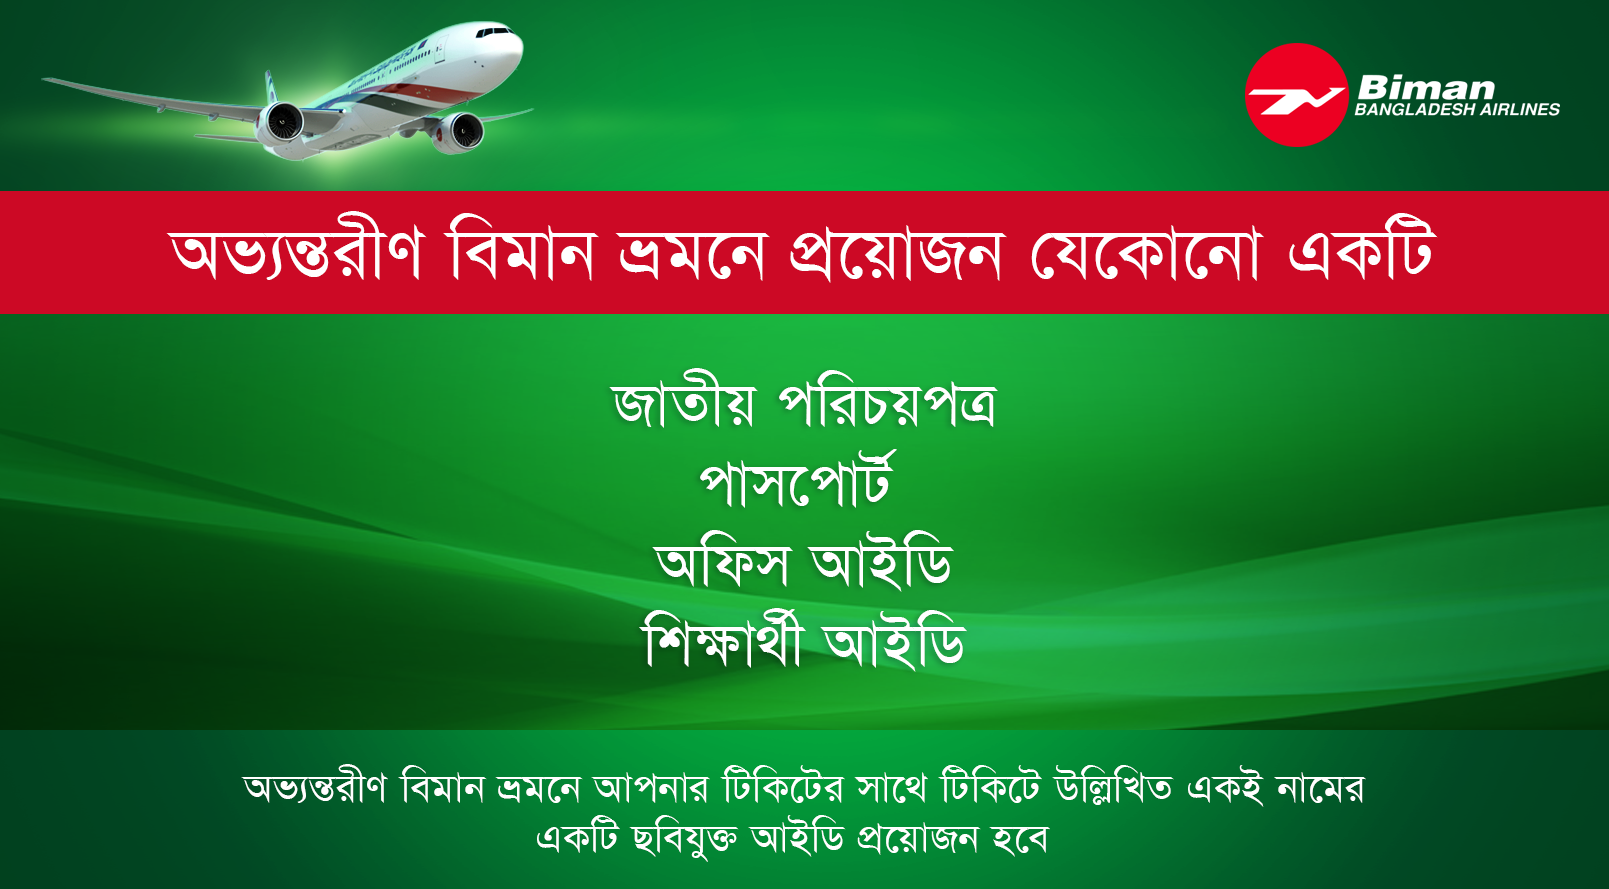 Biman
BANGLADESH AIRLINES
অভ্যন্তরীণ বিমান ভ্রমনে প্রয়োজন যেকোনো একটি
জাতীয় পরিচয়পত্র
পাসপোর্ট
অফিস আইডি
শিক্ষার্থী আইডি
অভ্যন্তরীণ বিমান ভ্রমনে আপনার টিকিটের সাথে টিকিটে উল্লিখিত একই নামের
একটি ছবিযুক্ত আইডি প্রয়োজন হবে